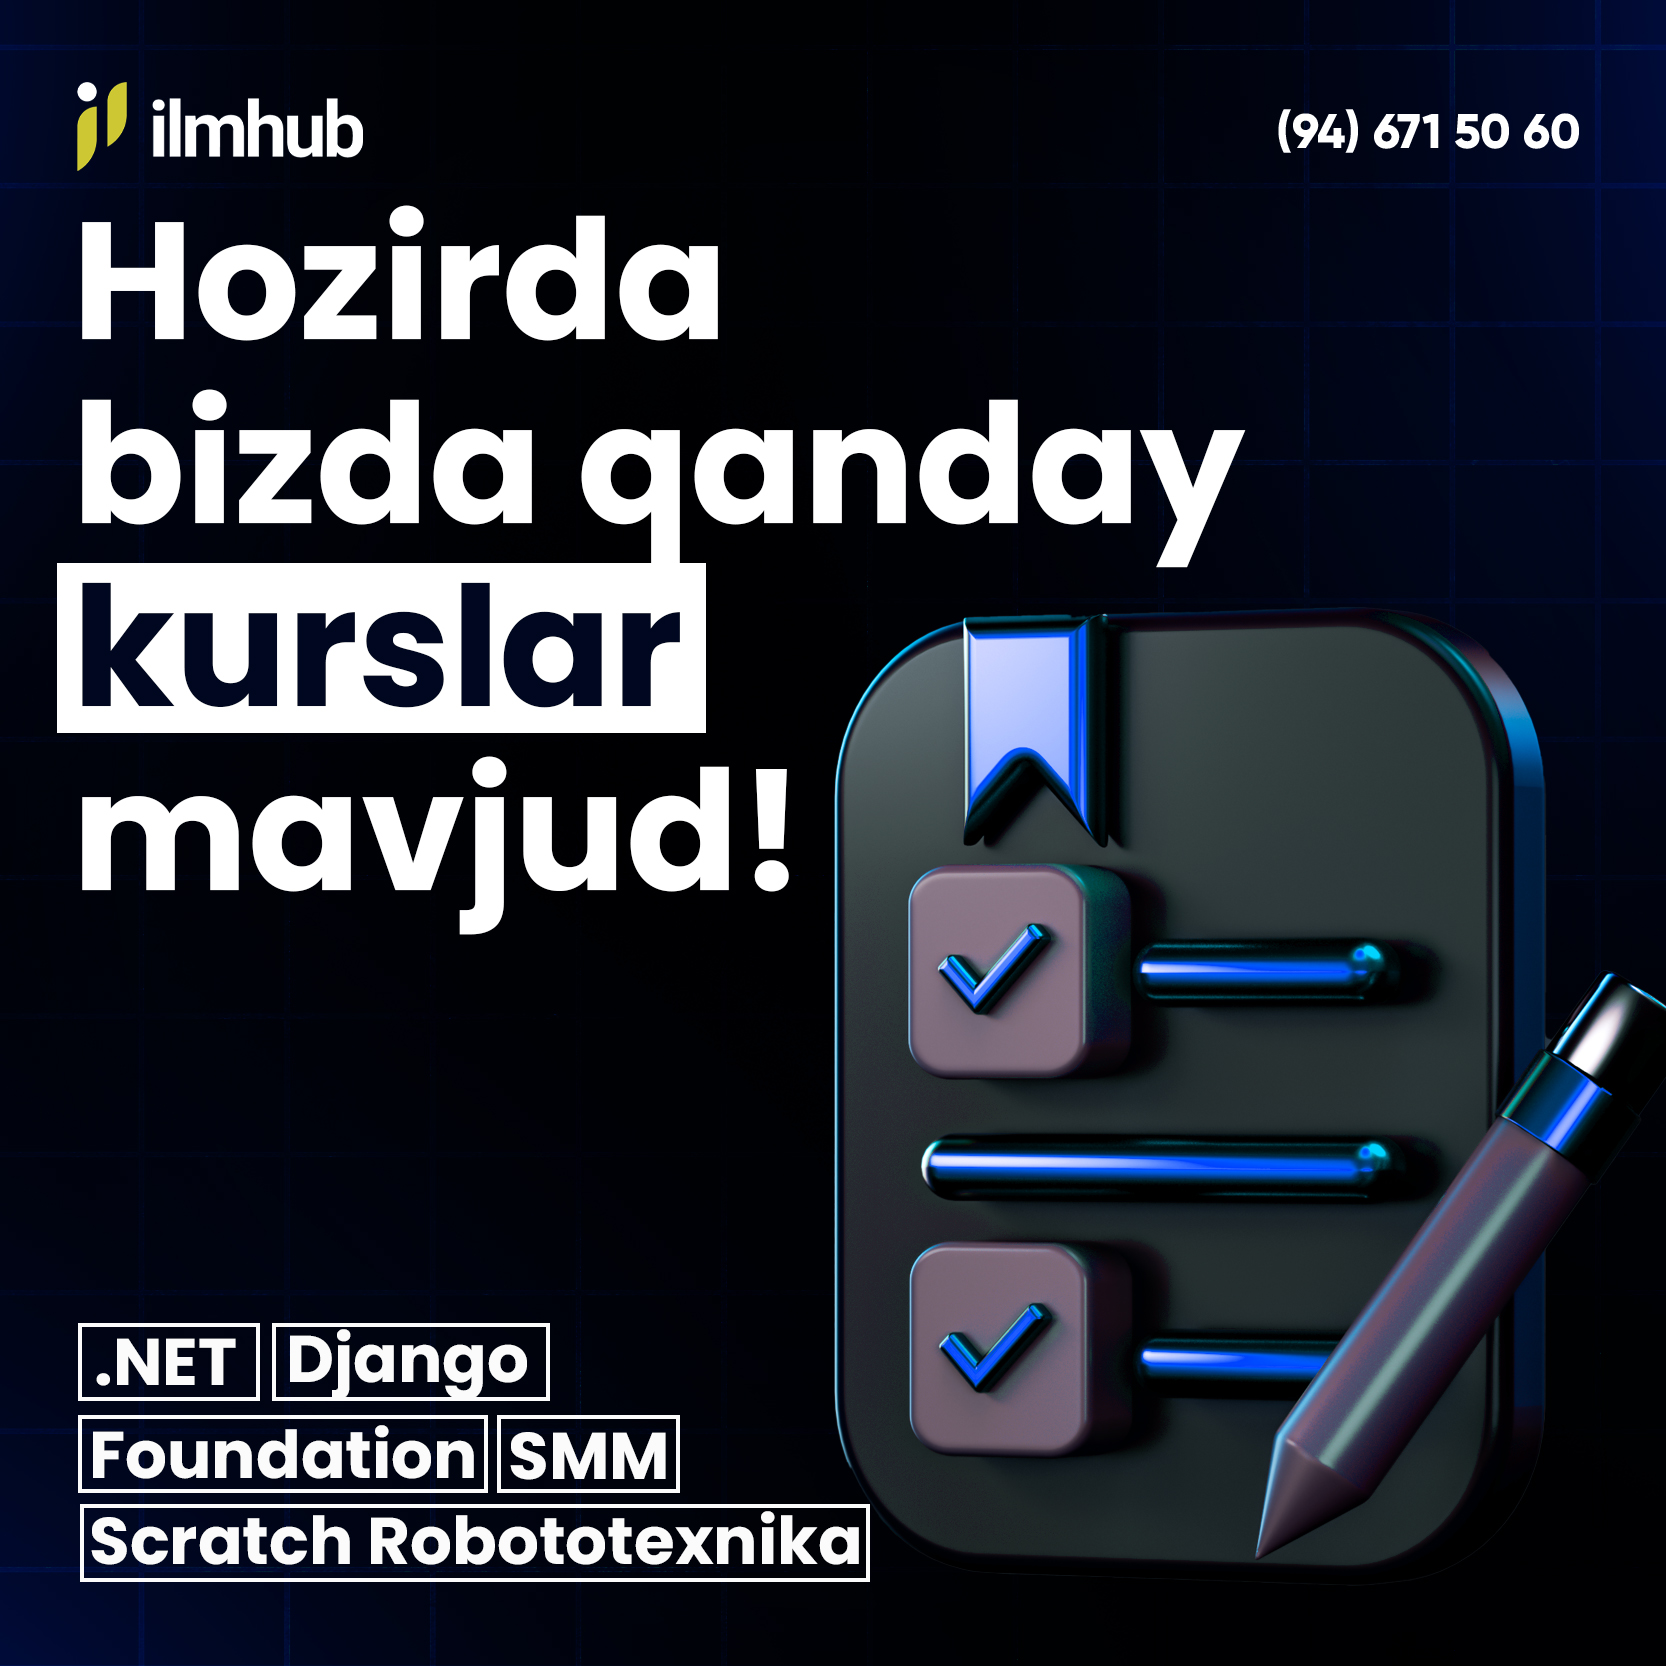 ilmhub
(94) 671 50 60
Hozirda
bizda qanday
kurslar
mavjud!
.NET Django
Foundation SMM
Scratch Robototexnika